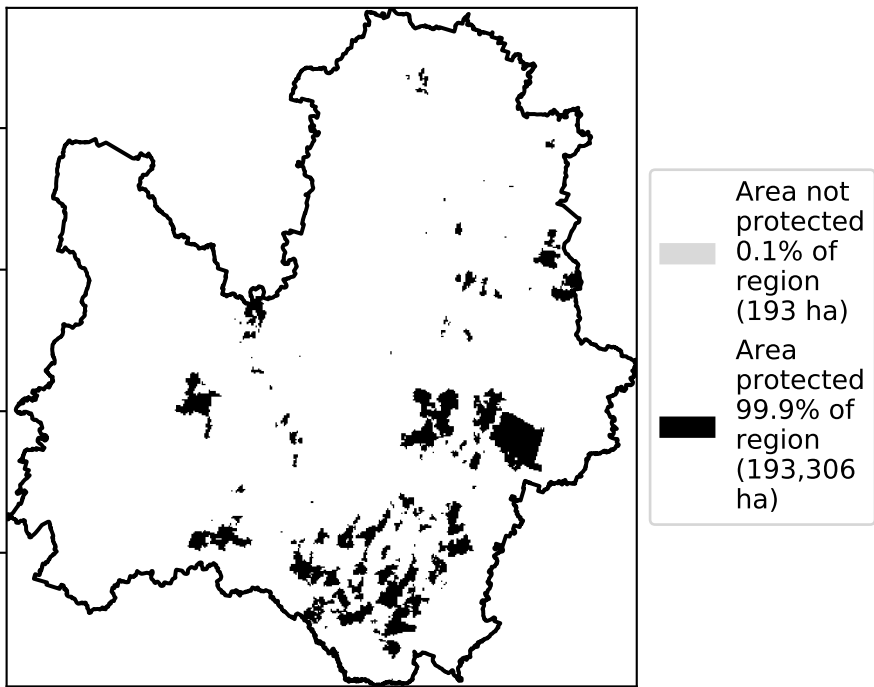 Area not
protected
0.1% of
region
(193 ha)
Area
protected
99.9% of
region
(193,306
ha)